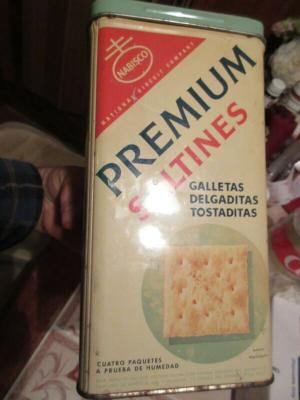 NABISCO
NATIONAL BISCUIT COMPANY
PREMIUM
SALTINES
GALLETAS
DELGADITAS
TOSTADITAS
CUATRO PAQUETES
A PRUEBA DE HUMEDAD